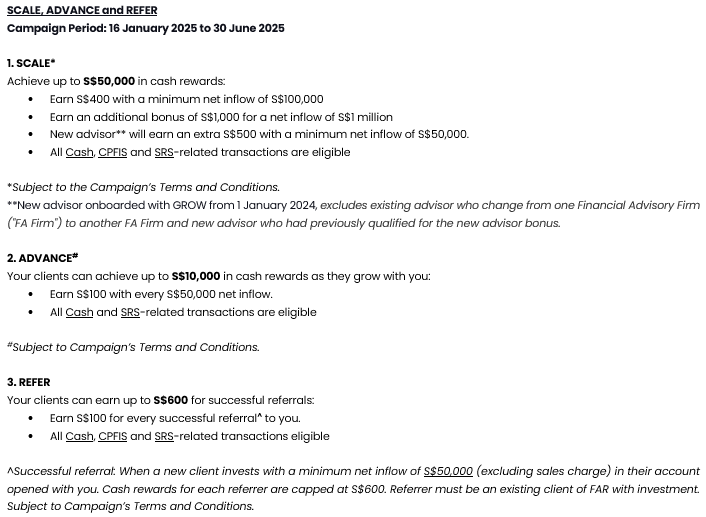 SCALE, ADVANCE and REFER
Campaign Period: 16 January 2025 to 30 June 2025
1. SCALE*
Achieve up to S$50,000 in cash rewards:
• Earn S$400 with a minimum net inflow of S$100,000
• Earn an additional bonus of S$1,000 for a net inflow of S$1 million
• New advisor** will earn an extra S$500 with a minimum net inflow of S$50,000.
• All Cash, CPFIS and SRS-related transactions are eligible
*Subject to the Campaign's Terms and Conditions.
**New advisor onboarded with GROW from 1 January 2024, excludes existing advisor who change from one Financial Advisory Firm
("FA Firm") to another FA Firm and new advisor who had previously qualified for the new advisor bonus.
2. ADVANCE#
Your clients can achieve up to S$10,000 in cash rewards as they grow with you:
• Earn S$100 with every S$50,000 net inflow.
• All Cash and SRS-related transactions are eligible
#Subject to Campaign's Terms and Conditions.
3. REFER
Your clients can earn up to S$600 for successful referrals:
• Earn S$100 for every successful referral^ to you.
• All Cash, CPFIS and SRS-related transactions are eligible
^Successful referral: When a new client invests with a minimum net inflow of S$50,000 (excluding sales charge) in their account
opened with you. Cash rewards for each referrer are capped at S$600. Referrer must be an existing client of FAR with investment.
Subject to Campaign's Terms and Conditions.